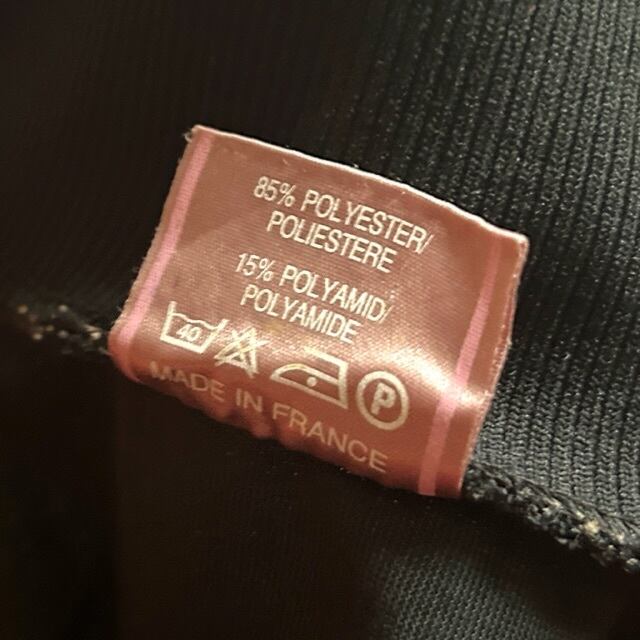 85% POLYESTER/
POLIESTERE
15% POLYAMID/
POLYAMIDE
40 P
MADE IN FRANCE